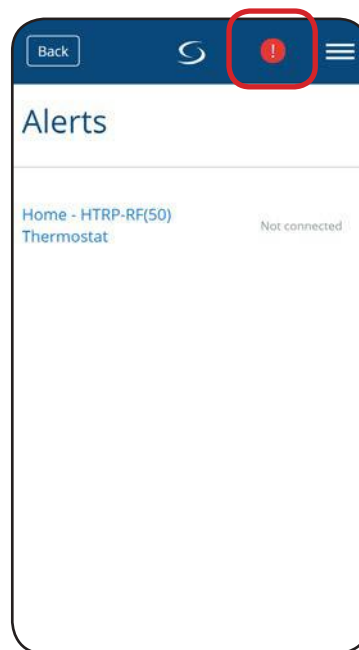 Back
!
Alerts
Home - HTRP-RF(50)
Thermostat
Not connected